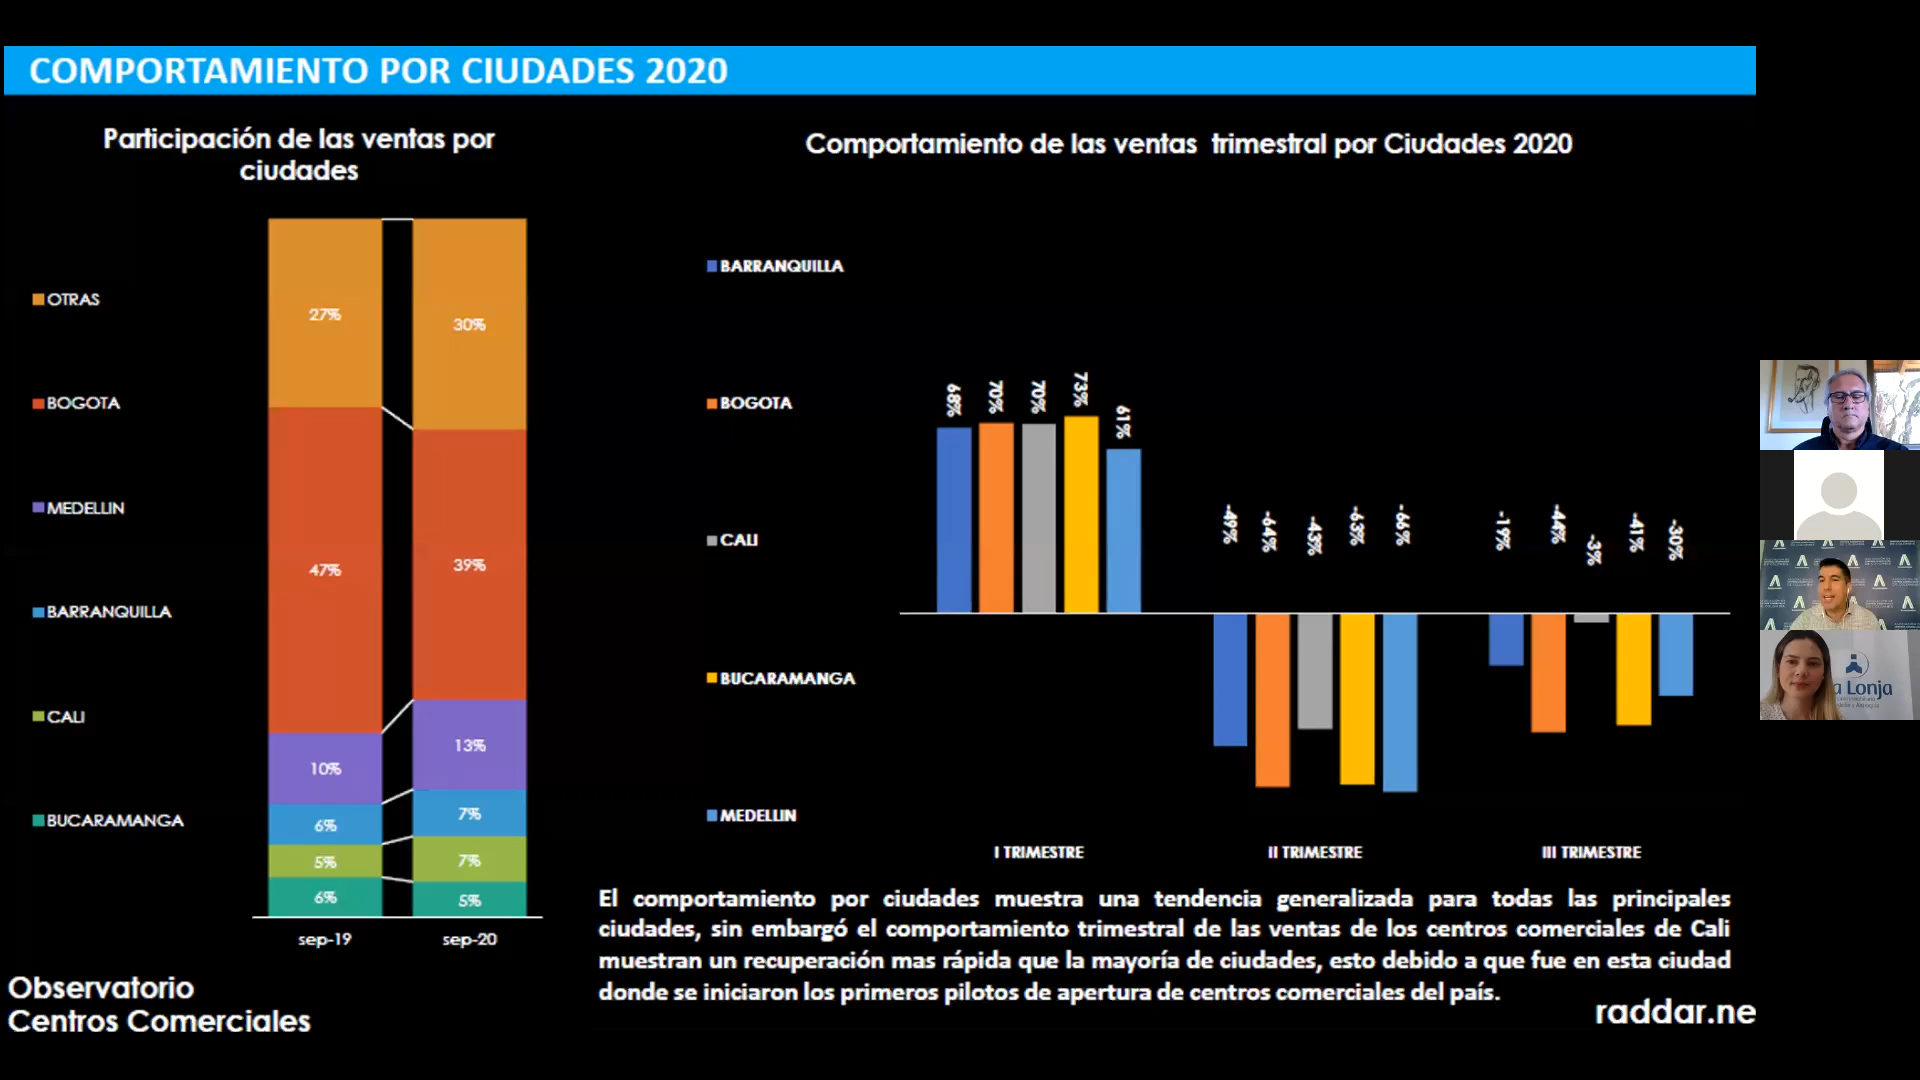 COMPORTAMIENTO POR CIUDADES 2020
Participación de las ventas por
ciudades
OTRAS
BOGOTA
MEDELLIN
BARRANQUILLA
CALI
BUCARAMANGA
27%
47%
10%
6%
5%
6%
30%
39%
13%
7%
7%
5%
sep-19
sep-20
Comportamiento de las ventas trimestral por Ciudades 2020
BARRANQUILLA
BOGOTA
CALI
BUCARAMANGA
MEDELLIN
68%
70%
70%
73%
61%
-49%
-64%
-43%
-63%
-66%
-19%
-44%
-3%
-41%
-30%
I TRIMESTRE
II TRIMESTRE
III TRIMESTRE
El comportamiento por ciudades muestra una tendencia generalizada para todas las principales
ciudades, sin embargó el comportamiento trimestral de las ventas de los centros comerciales de Cali
muestran un recuperación mas rápida que la mayoría de ciudades, esto debido a que fue en esta ciudad
donde se iniciaron los primeros pilotos de apertura de centros comerciales del país.
Observatorio
Centros Comerciales
raddar.ne
a Lonja